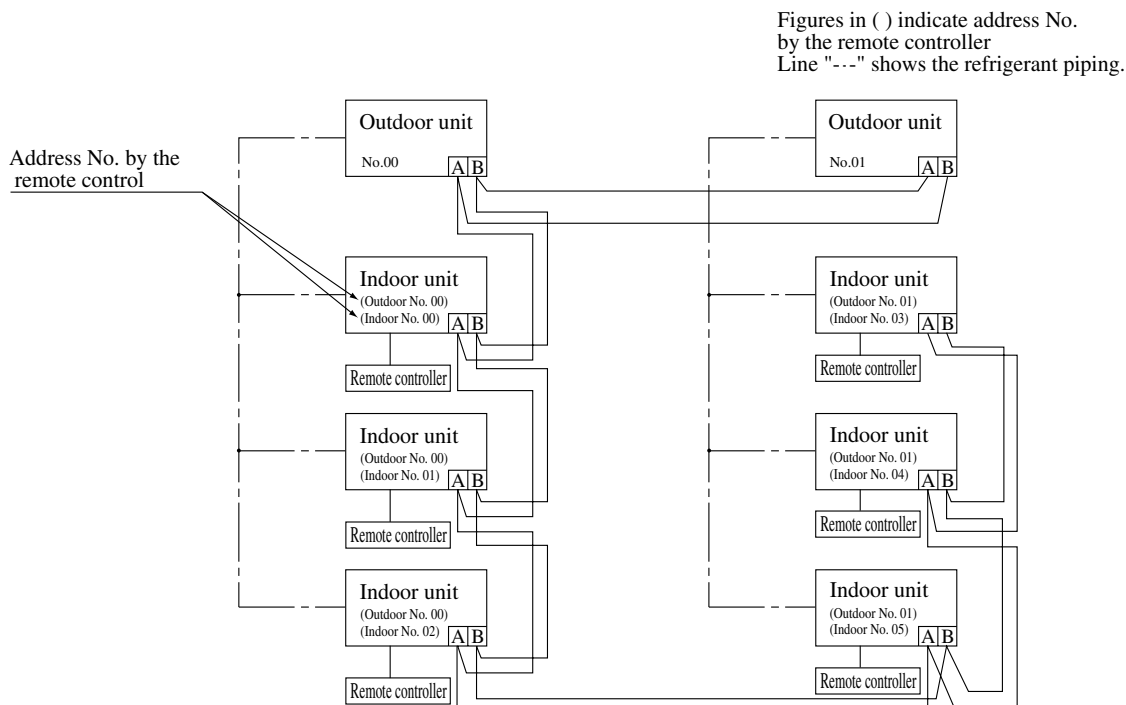 Figures in ( ) indicate address No.
by the remote controller
Line "-·-" shows the refrigerant piping.
Address No. by the
remote control
Outdoor unit
No.00
A B
Outdoor unit
No.01
A B
Indoor unit
(Outdoor No. 00)
(Indoor No. 00)
A B
Remote controller
Indoor unit
(Outdoor No. 01)
(Indoor No. 03)
A B
Remote controller
Indoor unit
(Outdoor No. 00)
(Indoor No. 01)
A B
Remote controller
Indoor unit
(Outdoor No. 01)
(Indoor No. 04)
A B
Remote controller
Indoor unit
(Outdoor No. 00)
(Indoor No. 02)
A B
Remote controller
Indoor unit
(Outdoor No. 01)
(Indoor No. 05)
A B
Remote controller